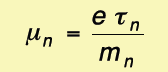 μₙ = e τₙ / mₙ